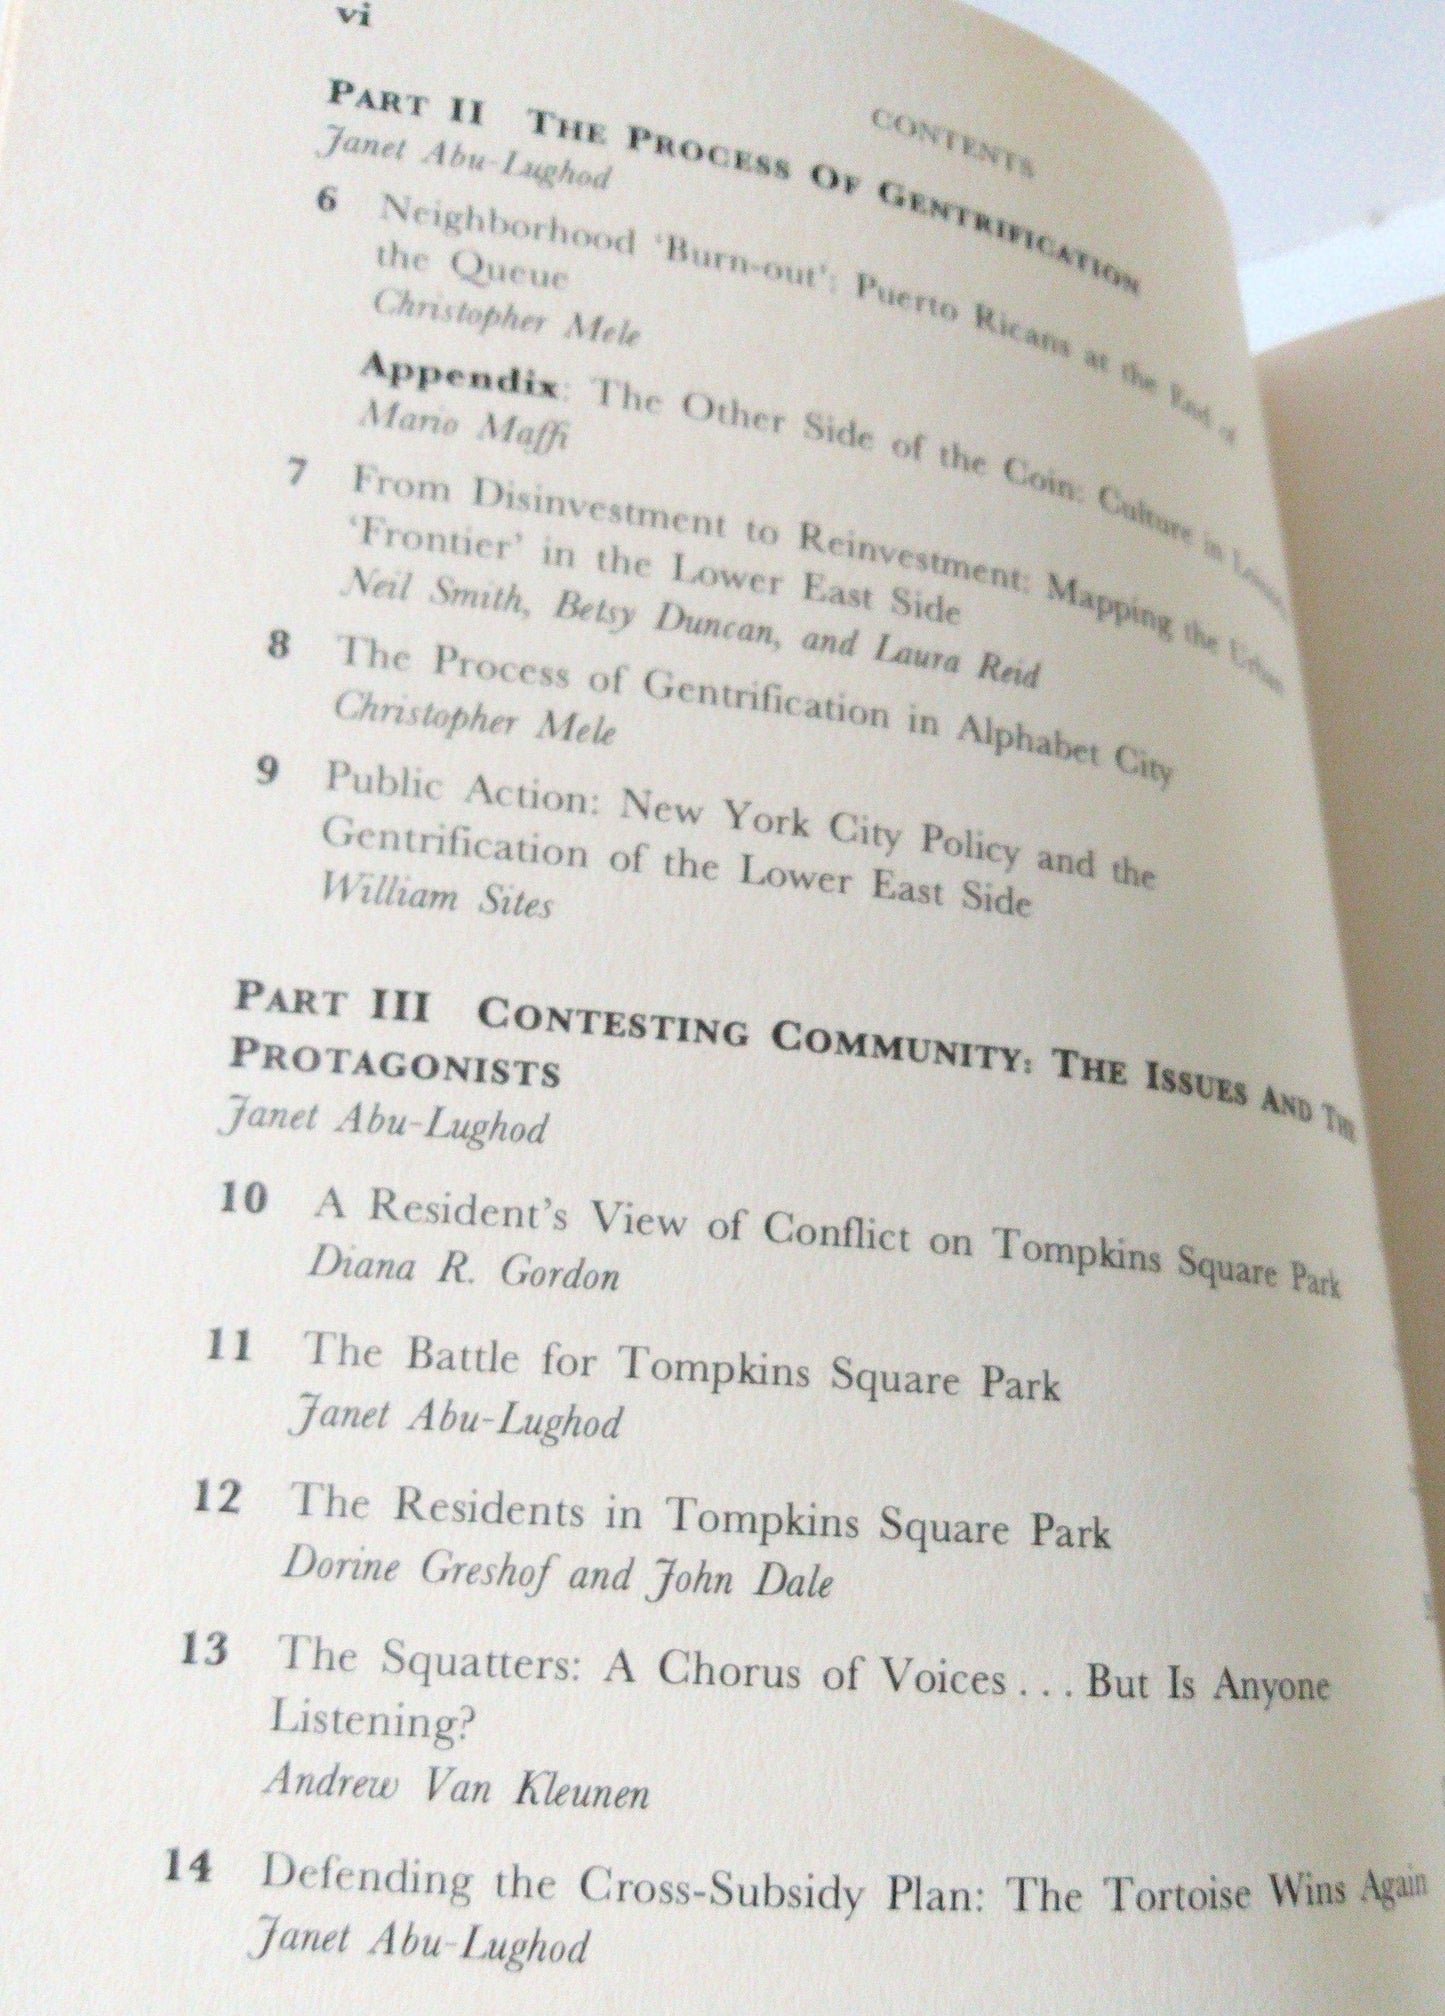 vi
CONTENTS
PART II THE PROCESS OF GENTRIFICATION
Janet Abu-Lughod
6 Neighborhood 'Burn-out': Puerto Ricans at the End of
the Queue
Christopher Mele
Appendix: The Other Side of the Coin: Culture in
Mario Maffi
7 From Disinvestment to Reinvestment: Mapping the Urban
'Frontier' in the Lower East Side
Neil Smith, Betsy Duncan, and Laura Reid
8 The Process of Gentrification in Alphabet City
Christopher Mele
9 Public Action: New York City Policy and the
Gentrification of the Lower East Side
William Sites
PART III CONTESTING COMMUNITY: THE ISSUES AND THE
PROTAGONISTS
Janet Abu-Lughod
10 A Resident's View of Conflict on Tompkins Square Park
Diana R. Gordon
11 The Battle for Tompkins Square Park
Janet Abu-Lughod
12 The Residents in Tompkins Square Park
Dorine Greshof and John Dale
13 The Squatters: A Chorus of Voices . . . But Is Anyone
Listening?
Andrew Van Kleunen
14 Defending the Cross-Subsidy Plan: The Tortoise Wins Again
Janet Abu-Lughod